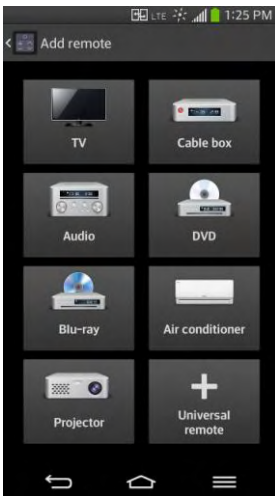 LTE 1:25 PM
Add remote
TV
Cable box
Audio
DVD
Blu-ray
Air conditioner
Projector
Universal
remote